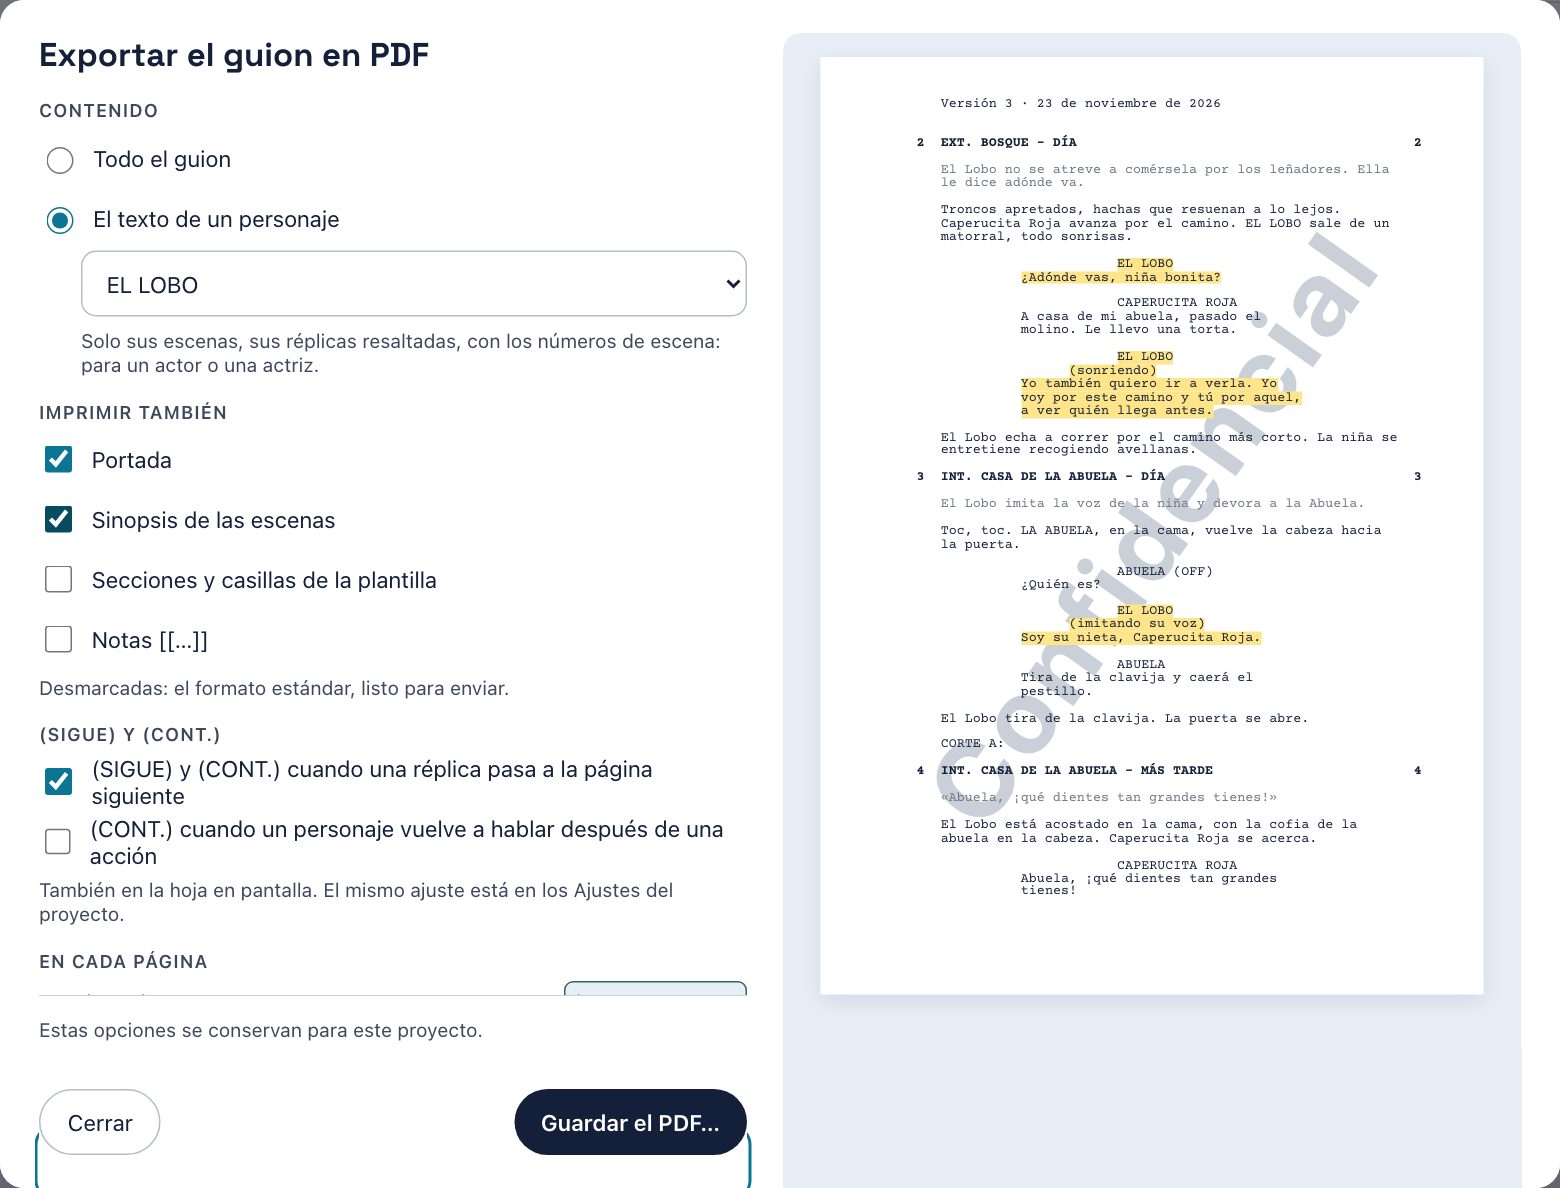 Exportar el guion en PDF
CONTENIDO
Todo el guion
El texto de un personaje
EL LOBO
Solo sus escenas, sus réplicas resaltadas, con los números de escena:
para un actor o una actriz.
IMPRIMIR TAMBIÉN
Portada
Sinopsis de las escenas
Secciones y casillas de la plantilla
Notas [[...]]
Desmarcadas: el formato estándar, listo para enviar.
(SIGUE) Y (CONT.)
(SIGUE) y (CONT.) cuando una réplica pasa a la página
siguiente
(CONT.) cuando un personaje vuelve a hablar después de una
acción
También en la hoja en pantalla. El mismo ajuste está en los Ajustes del
proyecto.
EN CADA PÁGINA
Estas opciones se conservan para este proyecto.
Cerrar
Guardar el PDF...
Versión 3 · 23 de noviembre de 2026
2 EXT. BOSQUE - DÍA 2
El Lobo no se atreve a comérsela por los leñadores. Ella
le dice adónde va.
Troncos apretados, hachas que resuenan a lo lejos.
Caperucita Roja avanza por el camino. EL LOBO sale de un
matorral, todo sonrisas.
EL LOBO
¿Adónde vas, niña bonita?
CAPERUCITA ROJA
A casa de mi abuela, pasado el
molino. Le llevo una torta.
EL LOBO
(sonriendo)
Yo también quiero ir a verla. Yo
voy por este camino y tú por aquel,
a ver quién llega antes.
El Lobo echa a correr por el camino más corto. La niña se
entretiene recogiendo avellanas.
3 INT. CASA DE LA ABUELA - DÍA 3
El Lobo imita la voz de la niña y devora a la Abuela.
Toc, toc. LA ABUELA, en la cama, vuelve la cabeza hacia
la puerta.
ABUELA (OFF)
¿Quién es?
EL LOBO
(imitando su voz)
Soy su nieta, Caperucita Roja.
ABUELA
Tira de la clavija y caerá el
pestillo.
El Lobo tira de la clavija. La puerta se abre.
CORTE A:
4 INT. CASA DE LA ABUELA - MÁS TARDE 4
«Abuela, ¡qué dientes tan grandes tienes!»
El Lobo está acostado en la cama, con la cofia de la
abuela en la cabeza. Caperucita Roja se acerca.
CAPERUCITA ROJA
Abuela, ¡qué dientes tan grandes
tienes!
Confidencial